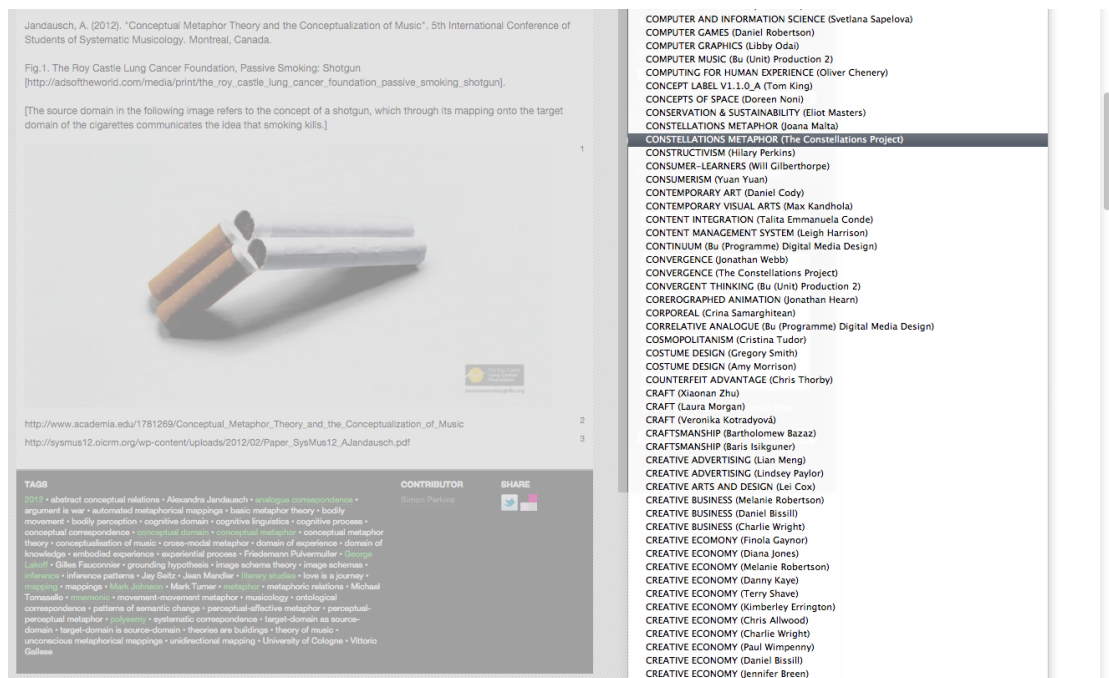 Jandausch, A. (2012). "Conceptual Metaphor Theory and the Conceptualization of Music". 5th International Conference of
Students of Systematic Musicology. Montreal, Canada.
Fig.1. The Roy Castle Lung Cancer Foundation, Passive Smoking: Shotgun
[http://adsoftheworld.com/media/print/the_roy_castle_lung_cancer_foundation_passive_smoking_shotgun].
[The source domain in the following image refers to the concept of a shotgun, which through its mapping onto the target
domain of the cigarettes communicates the idea that smoking kills.]
1
http://www.academia.edu/1781269/Conceptual_Metaphor_Theory_and_the_Conceptualization_of_Music
2
http://sysmus12.oicrm.org/wp-content/uploads/2012/02/Paper_SysMus12_AJandausch.pdf
3
TAGS
2012 • abstract conceptual relations • Alexandra Jandausch • analogue correspondence •
argument is war • automated metaphorical mappings • basic metaphor theory • bodily
movement • bodily perception • cognitive domain • cognitive linguistics • cognitive process •
conceptual correspondence • conceptual domain • conceptual metaphor • conceptual metaphor
theory • conceptualisation of music • cross-modal metaphor • domain of experience • domain of
knowledge • embodied experience • experiential process • Friedemann Pulvermuller • George
Lakoff • Gilles Fauconnier • grounding hypothesis • image schema theory • image schemas •
inference • inference patterns • Jay Seitz • Jean Mandler • literary studies • love is a journey •
mapping • mappings • Mark Johnson • Mark Turner • metaphor • metaphoric relations • Michael
Tomasello • mnemonic • movement-movement metaphor • musicology • ontological
correspondence • patterns of semantic change • perceptual-affective metaphor • perceptual-
perceptual metaphor • polysemy • systematic correspondence • target-domain as source-
domain • target-domain is source-domain • theories are buildings • theory of music •
unconscious metaphorical mappings • unidirectional mapping • University of Cologne • Vittorio
Gallese
CONTRIBUTOR
Simon Perkins
SHARE
COMPUTER AND INFORMATION SCIENCE (Svetlana Sapelova)
COMPUTER GAMES (Daniel Robertson)
COMPUTER GRAPHICS (Libby Odai)
COMPUTER MUSIC (Bu (Unit) Production 2)
COMPUTING FOR HUMAN EXPERIENCE (Oliver Chenery)
CONCEPT LABEL V1.1.0_A (Tom King)
CONCEPTS OF SPACE (Doreen Noni)
CONSERVATION & SUSTAINABILITY (Eliot Masters)
CONSTELLATIONS METAPHOR (Joana Malta)
CONSTELLATIONS METAPHOR (The Constellations Project)
CONSTRUCTIVISM (Hilary Perkins)
CONSUMER-LEARNERS (Will Gilberthorpe)
CONSUMERISM (Yuan Yuan)
CONTEMPORARY ART (Daniel Cody)
CONTEMPORARY VISUAL ARTS (Max Kandhola)
CONTENT INTEGRATION (Talita Emmanuela Conde)
CONTENT MANAGEMENT SYSTEM (Leigh Harrison)
CONTINUUM (Bu (Programme) Digital Media Design)
CONVERGENCE (Jonathan Webb)
CONVERGENCE (The Constellations Project)
CONVERGENT THINKING (Bu (Unit) Production 2)
COREROGRAPHED ANIMATION (Jonathan Hearn)
CORPOREAL (Crina Samarghitean)
CORRELATIVE ANALOGUE (Bu (Programme) Digital Media Design)
COSMOPOLITANISM (Cristina Tudor)
COSTUME DESIGN (Gregory Smith)
COSTUME DESIGN (Amy Morrison)
COUNTERFEIT ADVANTAGE (Chris Thorby)
CRAFT (Xiaonan Zhu)
CRAFT (Laura Morgan)
CRAFT (Veronika Kotradyová)
CRAFTSMANSHIP (Bartholomew Bazaz)
CRAFTSMANSHIP (Baris Isikguner)
CREATIVE ADVERTISING (Lian Meng)
CREATIVE ADVERTISING (Lindsey Paylor)
CREATIVE ARTS AND DESIGN (Lei Cox)
CREATIVE BUSINESS (Melanie Robertson)
CREATIVE BUSINESS (Daniel Bissill)
CREATIVE BUSINESS (Charlie Wright)
CREATIVE ECOMONY (Finola Gaynor)
CREATIVE ECONOMY (Diana Jones)
CREATIVE ECONOMY (Melanie Robertson)
CREATIVE ECONOMY (Danny Kaye)
CREATIVE ECONOMY (Terry Shave)
CREATIVE ECONOMY (Kimberley Errington)
CREATIVE ECONOMY (Chris Allwood)
CREATIVE ECONOMY (Charlie Wright)
CREATIVE ECONOMY (Paul Wimpenny)
CREATIVE ECONOMY (Daniel Bissill)
CREATIVE ECONOMY (Jennifer Breen)